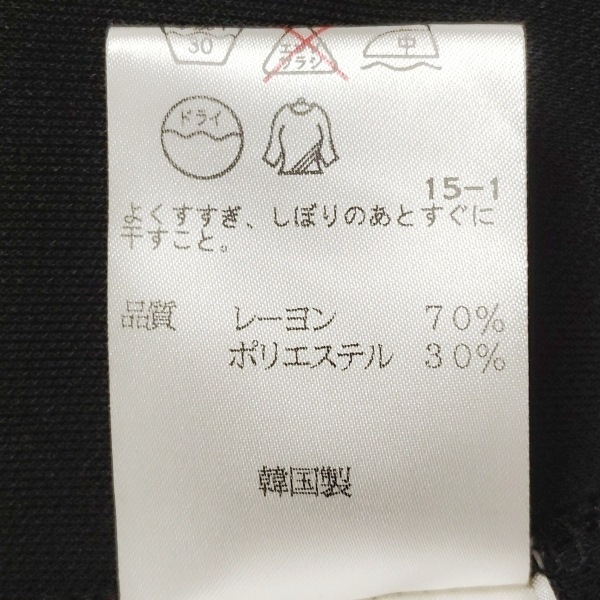 30
エンソ
サラシ
中
ドライ
15-1
よくすすぎ、しぼりのあとすぐに
干すこと。
品質 レーヨン 70%
ポリエステル 30%
韓国製